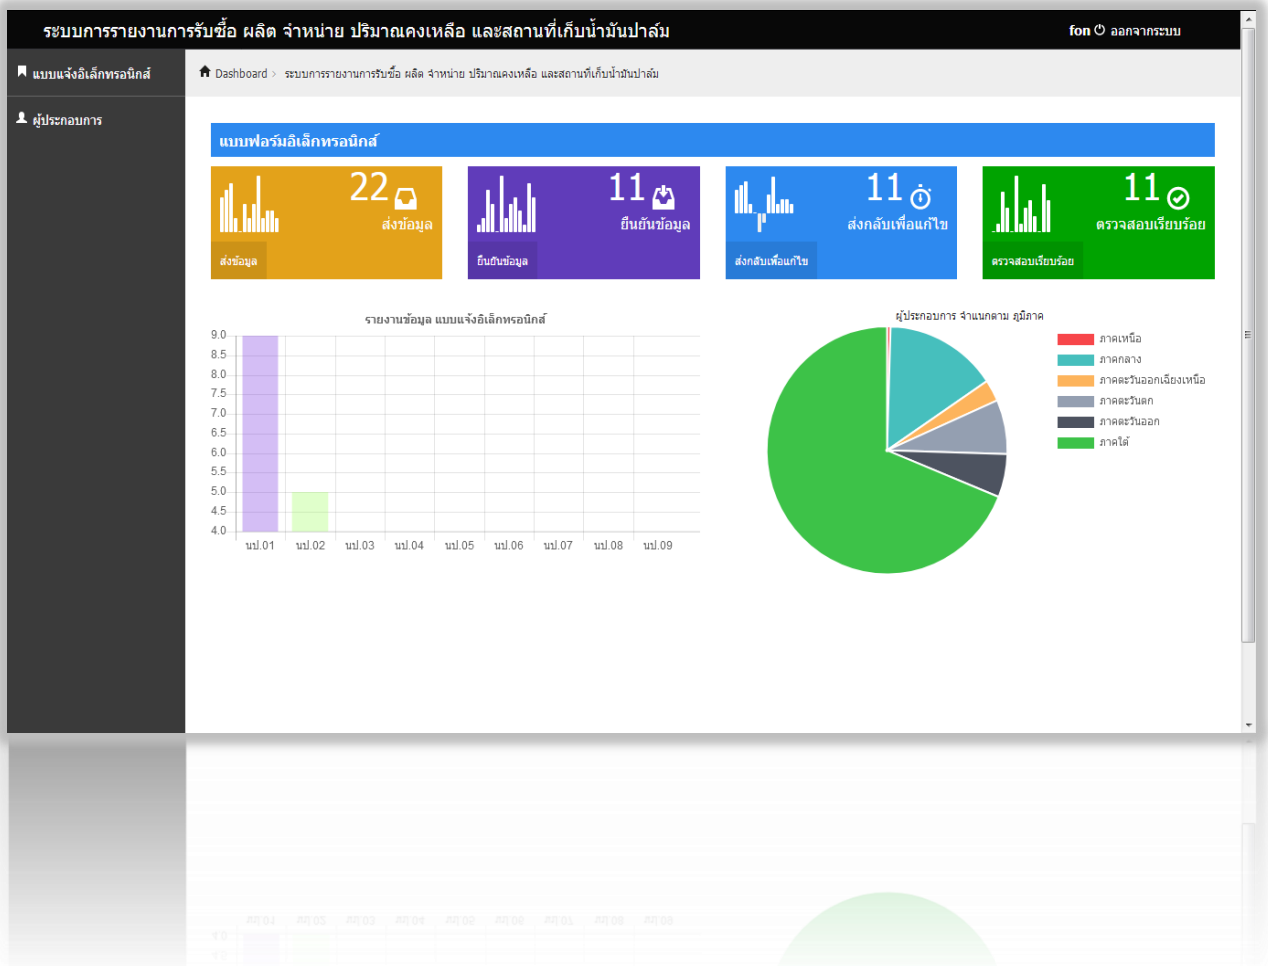 ระบบการรายงานการรับซื้อ ผลิต จำหน่าย ปริมาณคงเหลือ และสถานที่เก็บน้ำมันปาล์ม
fon ออกจากระบบ
แบบแจ้งอิเล็กทรอนิกส์
Dashboard > ระบบการรายงานการรับซื้อ ผลิต จำหน่าย ปริมาณคงเหลือ และสถานที่เก็บน้ำมันปาล์ม
ผู้ประกอบการ
แบบฟอร์มอิเล็กทรอนิกส์
22
ส่งข้อมูล
ส่งข้อมูล
11
ยืนยันข้อมูล
ยืนยันข้อมูล
11
ส่งกลับเพื่อแก้ไข
ส่งกลับเพื่อแก้ไข
11
ตรวจสอบเรียบร้อย
ตรวจสอบเรียบร้อย
รายงานข้อมูล แบบแจ้งอิเล็กทรอนิกส์
9.0
8.5
8.0
7.5
7.0
6.5
6.0
5.5
5.0
4.5
4.0
นป.01 นป.02 นป.03 นป.04 นป.05 นป.06 นป.07 นป.08 นป.09
ผู้ประกอบการ จำแนกตาม ภูมิภาค
ภาคเหนือ
ภาคกลาง
ภาคตะวันออกเฉียงเหนือ
ภาคตะวันตก
ภาคตะวันออก
ภาคใต้